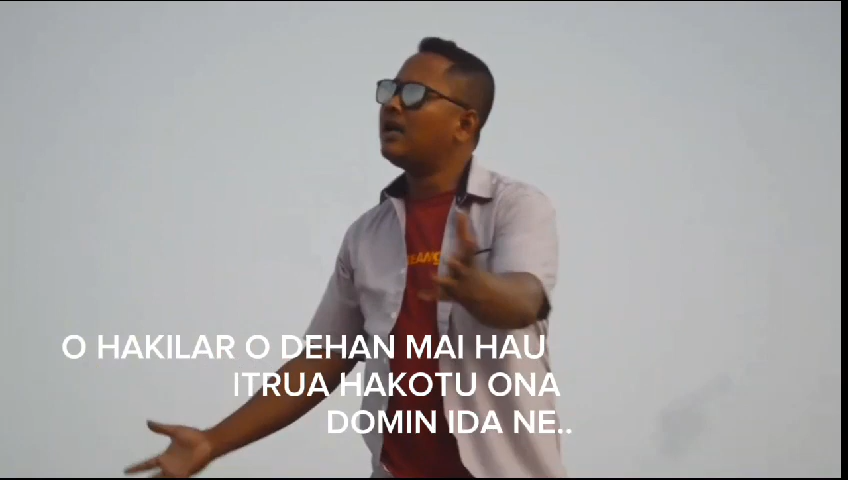 O HAKILAR O DEHAN MAI HAU
ITRUA HAKOTU ONA
DOMIN IDA NE..